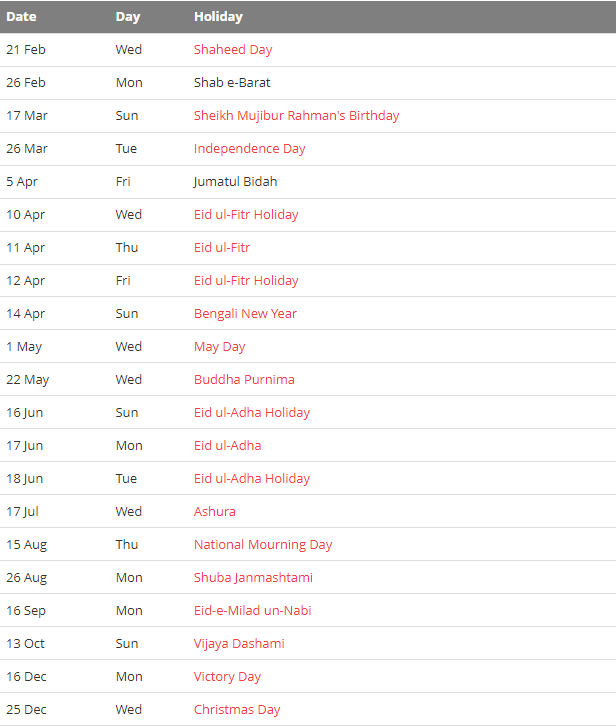 Date Day Holiday
21 Feb Wed Shaheed Day
26 Feb Mon Shab e-Barat
17 Mar Sun Sheikh Mujibur Rahman's Birthday
26 Mar Tue Independence Day
5 Apr Fri Jumatul Bidah
10 Apr Wed Eid ul-Fitr Holiday
11 Apr Thu Eid ul-Fitr
12 Apr Fri Eid ul-Fitr Holiday
14 Apr Sun Bengali New Year
1 May Wed May Day
22 May Wed Buddha Purnima
16 Jun Sun Eid ul-Adha Holiday
17 Jun Mon Eid ul-Adha
18 Jun Tue Eid ul-Adha Holiday
17 Jul Wed Ashura
15 Aug Thu National Mourning Day
26 Aug Mon Shuba Janmashtami
16 Sep Mon Eid-e-Milad un-Nabi
13 Oct Sun Vijaya Dashami
16 Dec Mon Victory Day
25 Dec Wed Christmas Day